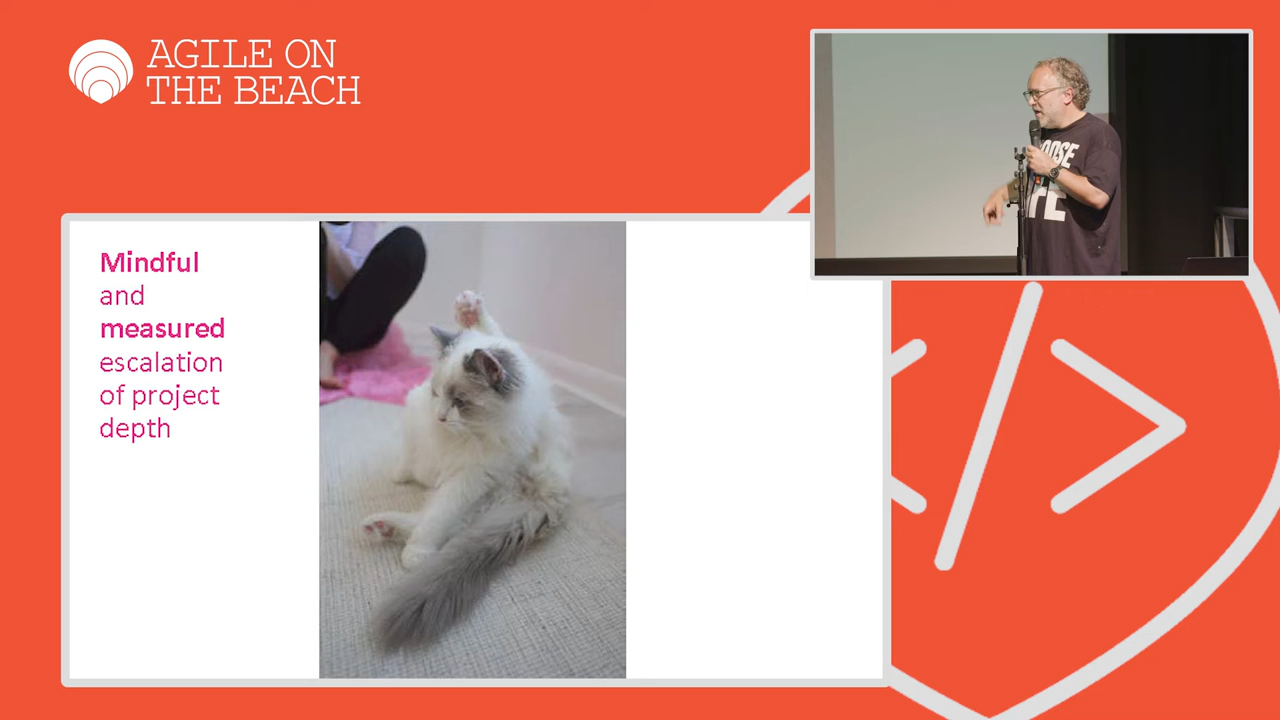 AGILE ON
THE BEACH
Mindful
and
measured
escalation
of project
depth